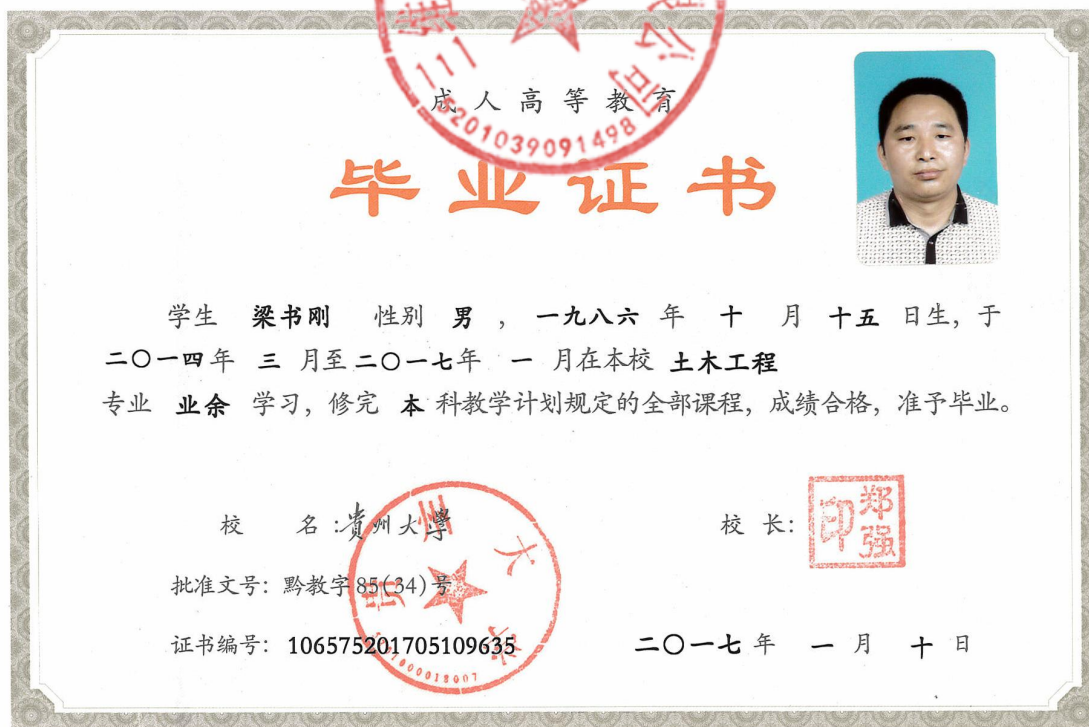 成人高等教育
5201039091498
毕业证书
学生 梁书刚 性别 男 ，一九八六 年 十 月 十五 日生，于
二〇一四年 三 月至二〇一七年 一 月在本校 土木工程
专业 业余 学习，修完 本 科教学计划规定的全部课程，成绩合格，准予毕业。
校 名：贵州大學
校 长：
郑强印
批准文号：黔教字85(34)号
证书编号：106575201705109635
二〇一七年 一 月 十 日